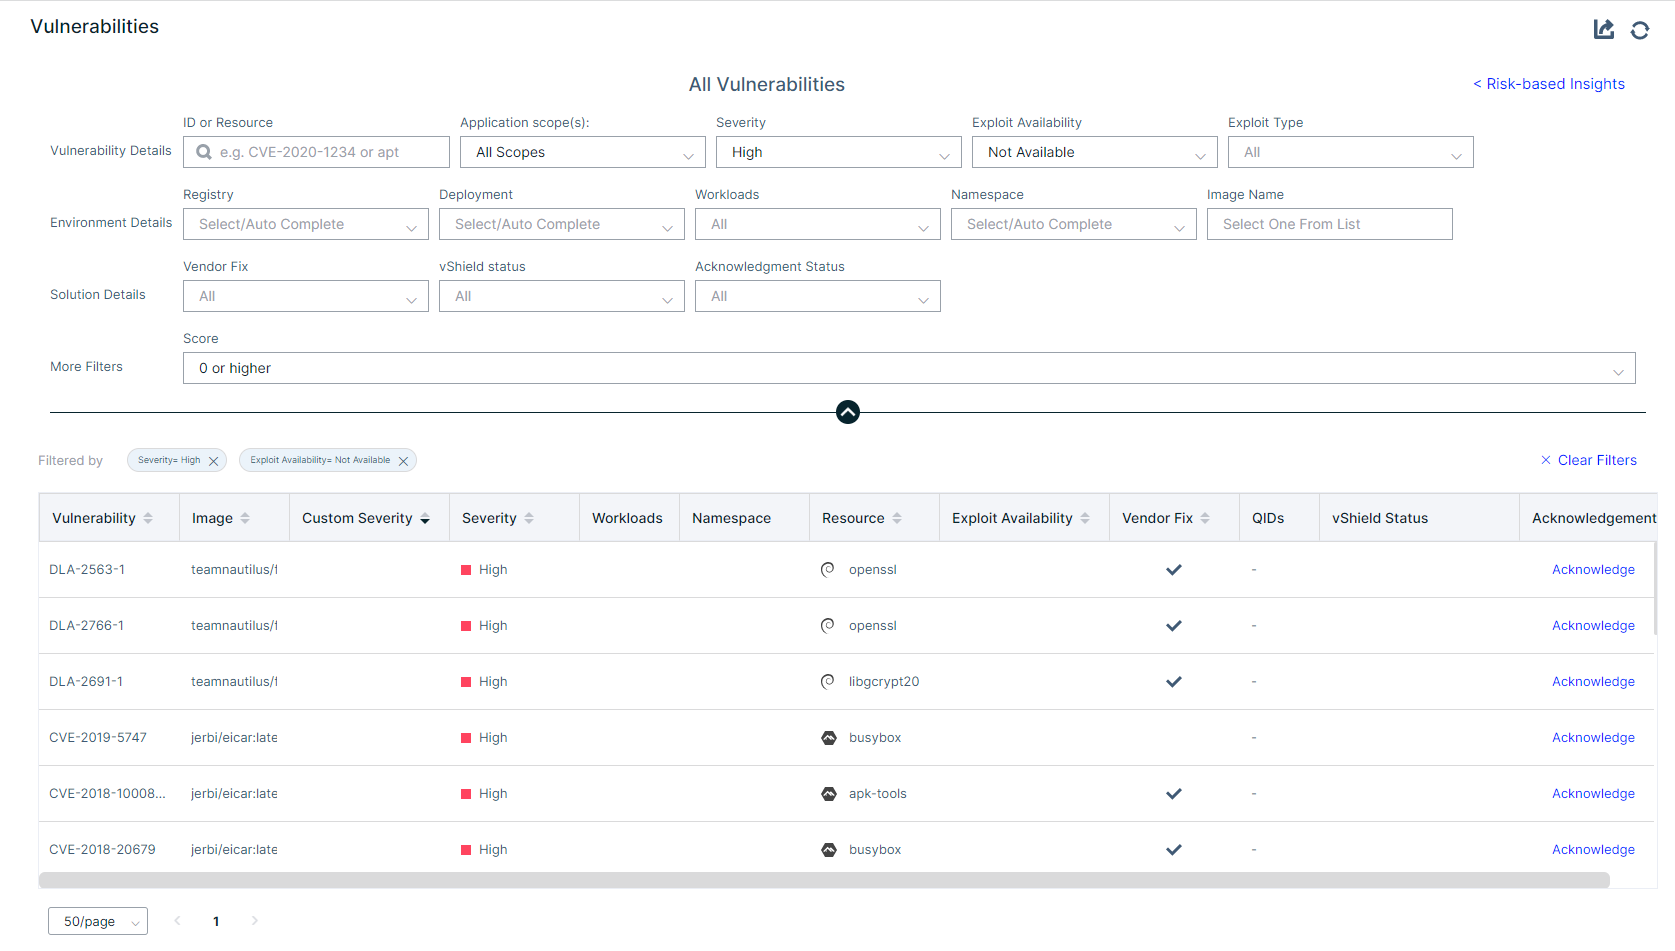 Vulnerabilities
All Vulnerabilities
< Risk-based Insights
ID or Resource Application scope(s): Severity Exploit Availability Exploit Type
Vulnerability Details e.g. CVE-2020-1234 or apt All Scopes High Not Available All
Registry Deployment Workloads Namespace Image Name
Environment Details Select/Auto Complete Select/Auto Complete All Select/Auto Complete Select One From List
Vendor Fix vShield status Acknowledgment Status
Solution Details All All All
Score
More Filters 0 or higher
Filtered by Severity= High Exploit Availability= Not Available × Clear Filters
Vulnerability Image Custom Severity Severity Workloads Namespace Resource Exploit Availability Vendor Fix QIDs vShield Status Acknowledgement
DLA-2563-1 teamnautilus/f High openssl - Acknowledge
DLA-2766-1 teamnautilus/f High openssl - Acknowledge
DLA-2691-1 teamnautilus/f High libgcrypt20 - Acknowledge
CVE-2019-5747 jerbi/eicar:late High busybox - Acknowledge
CVE-2018-10008... jerbi/eicar:late High apk-tools - Acknowledge
CVE-2018-20679 jerbi/eicar:late High busybox - Acknowledge
50/page < 1 >